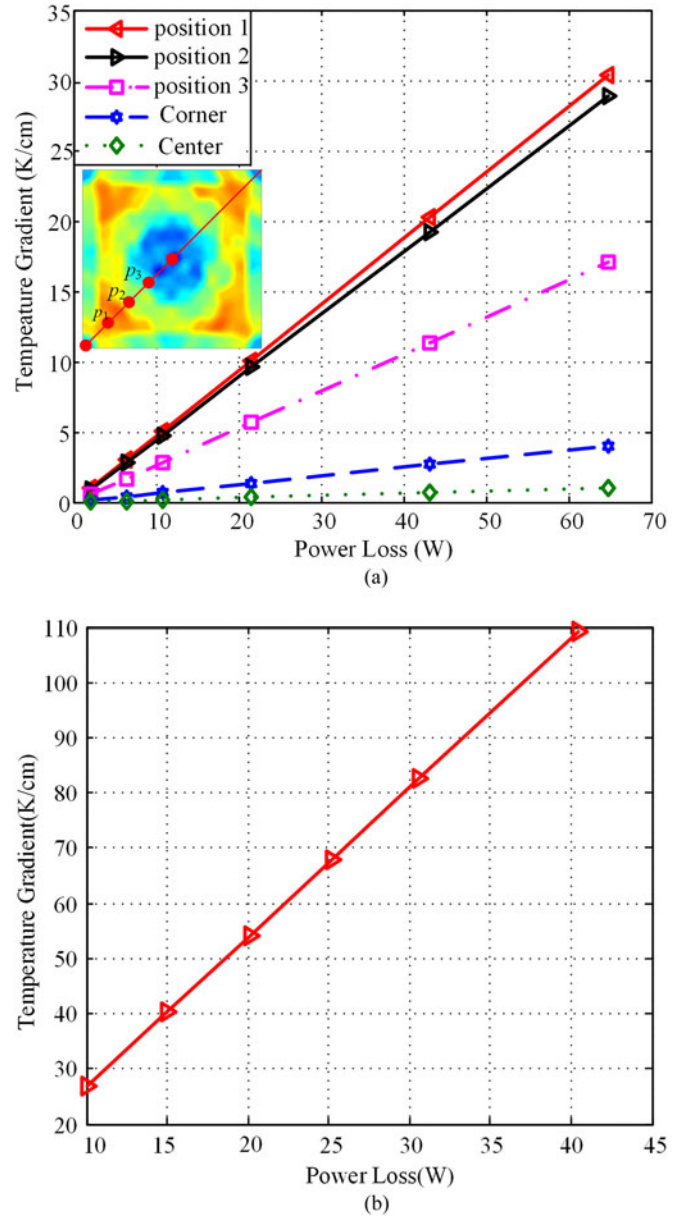 35
30
25
20
15
10
5
0
Tempeature Gradient (K/cm)
position 1
position 2
position 3
Corner
Center
p3
p2
p1
0 10 20 30 40 50 60 70
Power Loss (W)
(a)
110
100
90
80
70
60
50
40
30
20
Temperature Gradient(K/cm)
10 15 20 25 30 35 40 45
Power Loss(W)
(b)